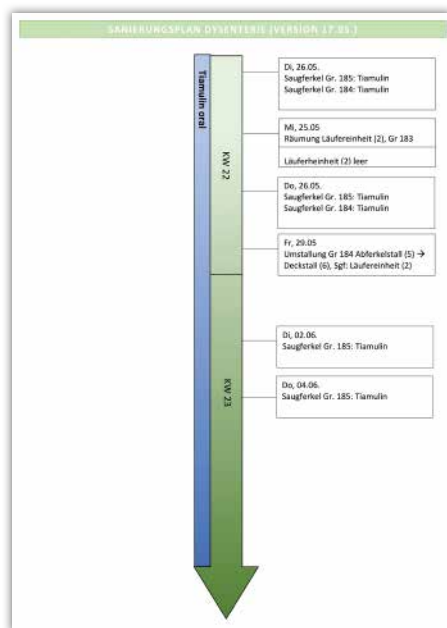 SANIERUNGSPLAN DYSENTERIE (VERSION 17.05.)
Tiamulin oral
KW 22
Di, 26.05.
Saugferkel Gr. 185: Tiamulin
Saugferkel Gr. 184: Tiamulin
Mi, 25.05
Räumung Läufereinheit (2), Gr 183
Läuferheinheit (2) leer
Do, 26.05.
Saugferkel Gr. 185: Tiamulin
Saugferkel Gr. 184: Tiamulin
Fr, 29.05
Umstallung Gr 184 Abferkelstall (5) →
Deckstall (6), Sgf: Läufereinheit (2)
KW 23
Di, 02.06.
Saugferkel Gr. 185: Tiamulin
Do, 04.06.
Saugferkel Gr. 185: Tiamulin